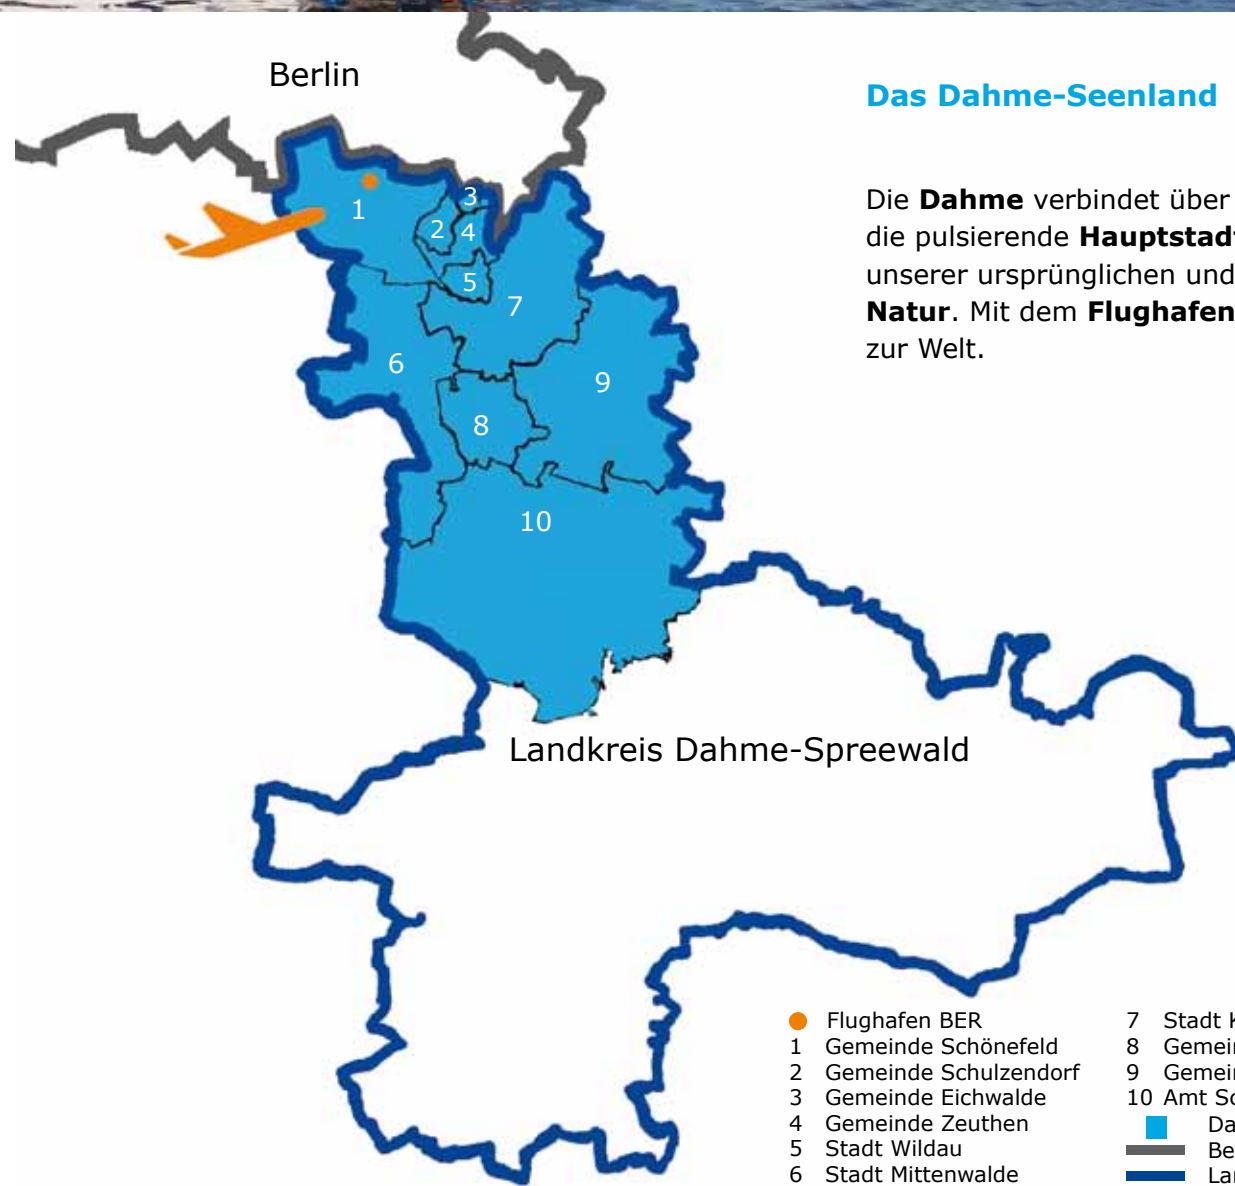 Berlin
Das Dahme-Seenland
Die Dahme verbindet über
die pulsierende
unserer ursprünglichen und
Natur. Mit dem Flughafen
zur Welt.
1
2
3
4
5
6
7
8
9
10
Landkreis Dahme-Spreewald
Flughafen BER
1 Gemeinde Schönefeld
2 Gemeinde Schulzendorf
3 Gemeinde Eichwalde
4 Gemeinde Zeuthen
5 Stadt Wildau
6 Stadt Mittenwalde
7 Stadt
8
9
10 Amt